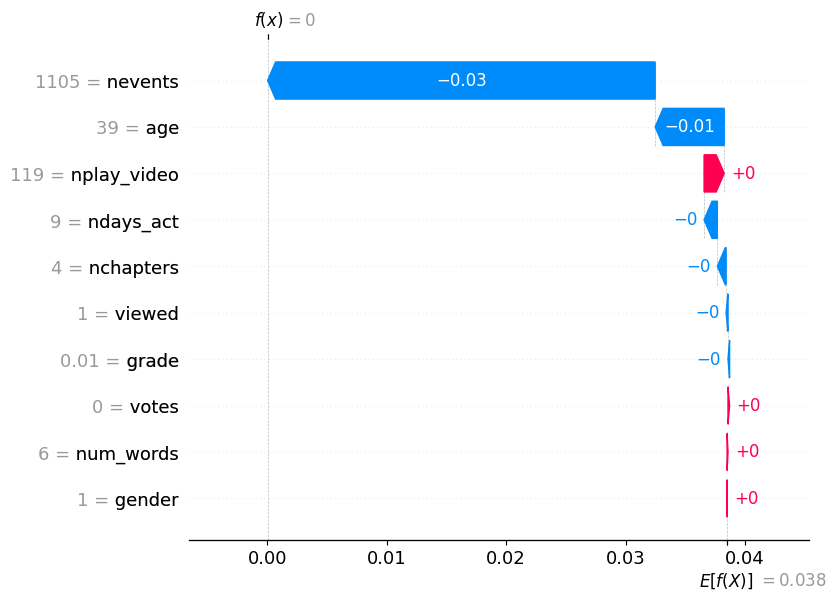 f(x) = 0
1105 = nevents
−0.03
39 = age
−0.01
119 = nplay_video
+0
9 = ndays_act
−0
4 = nchapters
−0
1 = viewed
−0
0.01 = grade
−0
0 = votes
+0
6 = num_words
+0
1 = gender
+0
0.00 0.01 0.02 0.03 0.04
E[f(X)] = 0.038